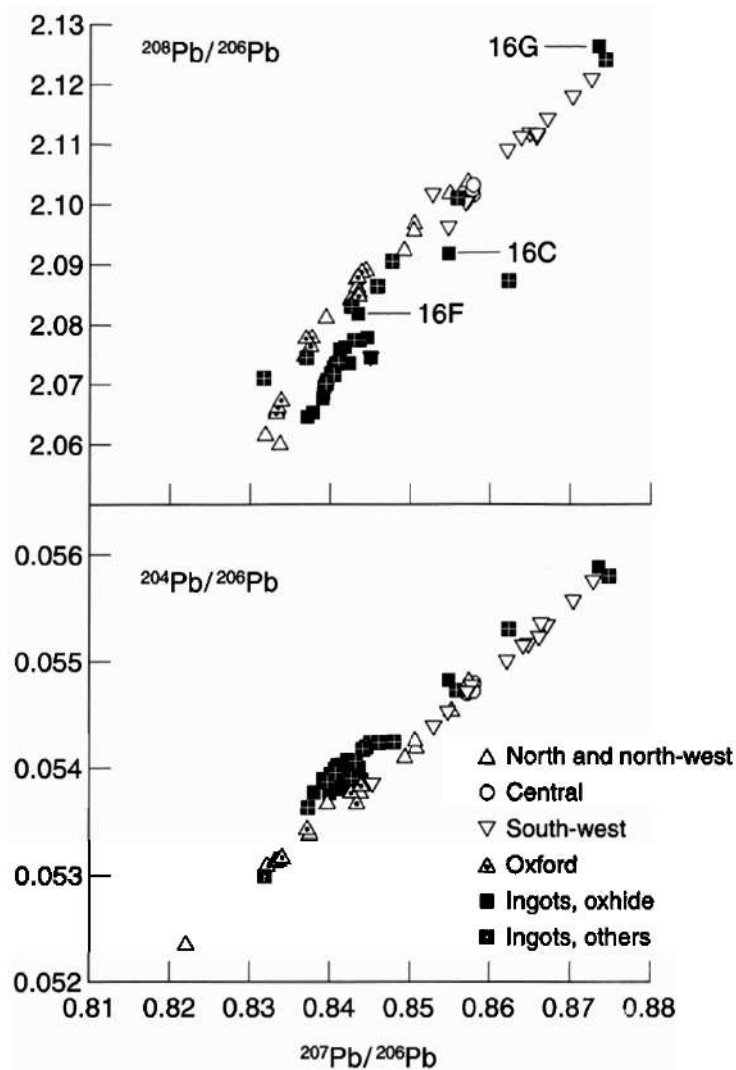 2.13
²⁰⁸Pb/²⁰⁶Pb
16G
2.12
2.11
2.10
16C
2.09
16F
2.08
2.07
2.06
0.056
²⁰⁴Pb/²⁰⁶Pb
0.055
0.054
0.053
0.052
North and north-west
Central
South-west
Oxford
Ingots, oxhide
Ingots, others
0.81 0.82 0.83 0.84 0.85 0.86 0.87 0.88
²⁰⁷Pb/²⁰⁶Pb